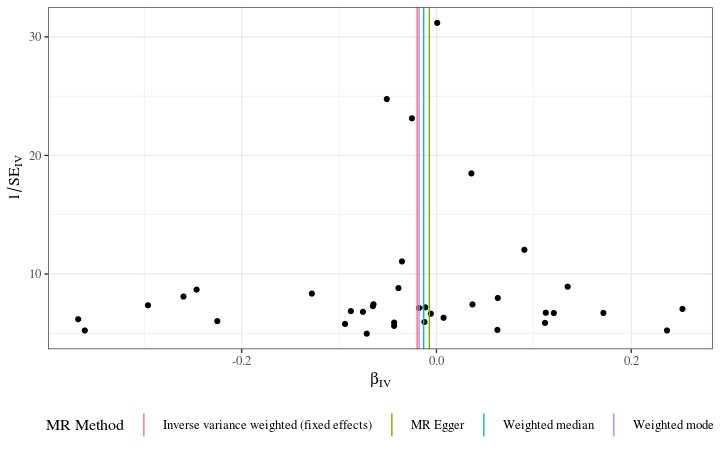 30
20
10
1/SE_IV
-0.2 0.0 0.2
β_IV
MR Method Inverse variance weighted (fixed effects) MR Egger Weighted median Weighted mode